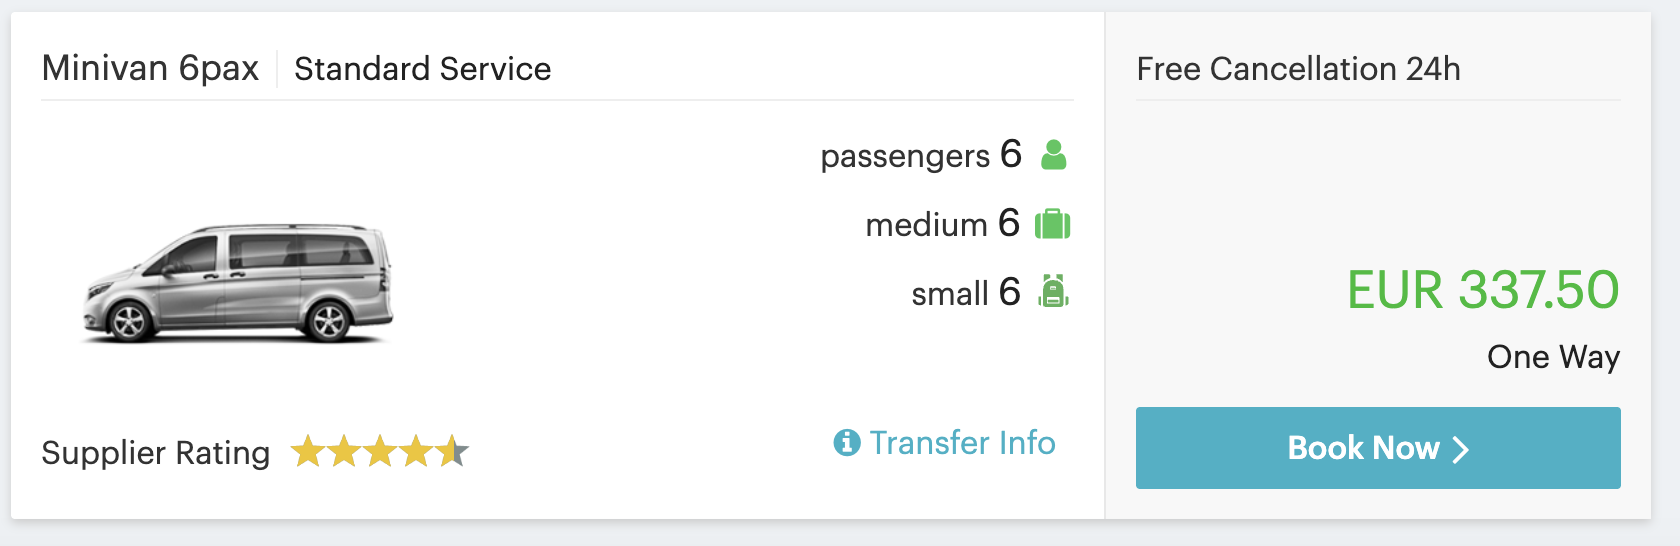 Minivan 6pax Standard Service
passengers 6
medium 6
small 6
Supplier Rating
Transfer Info
Free Cancellation 24h
EUR 337.50
One Way
Book Now